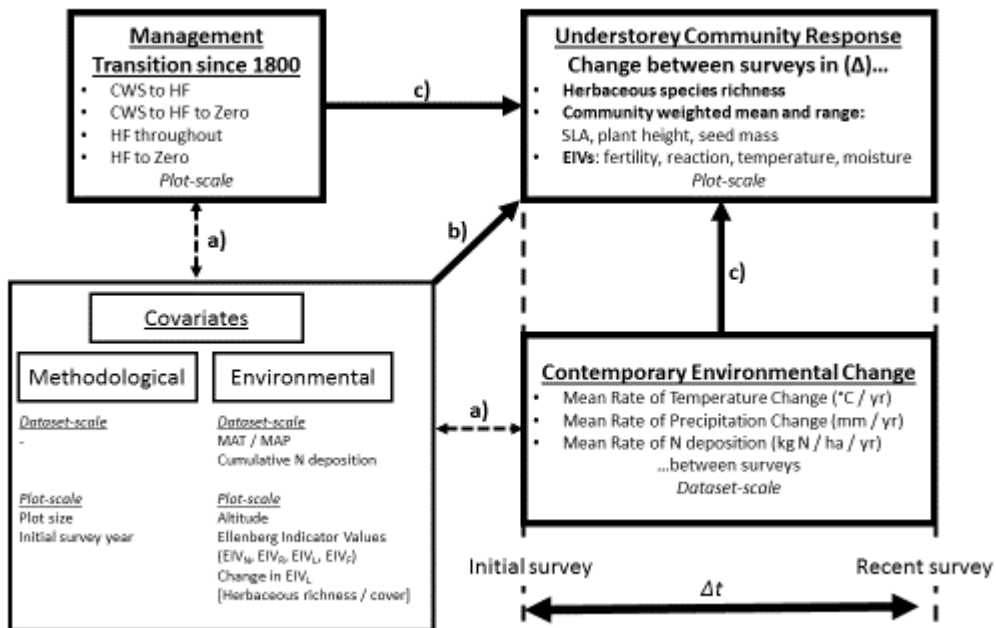 Management
Transition since 1800
• CWS to HF
• CWS to HF to Zero
• HF throughout
• HF to Zero
Plot-scale
c)
Understorey Community Response
Change between surveys in (Δ)...
• Herbaceous species richness
• Community weighted mean and range:
SLA, plant height, seed mass
• EIVs: fertility, reaction, temperature, moisture
Plot-scale
a)
b)
c)
Covariates
Methodological
Dataset-scale
-
Plot-scale
Plot size
Initial survey year
Environmental
Dataset-scale
MAT / MAP
Cumulative N deposition
Plot-scale
Altitude
Ellenberg Indicator Values
(EIVN, EIVR, EIVL, EIVF)
Change in EIVL
[Herbaceous richness / cover]
a)
Contemporary Environmental Change
• Mean Rate of Temperature Change (°C / yr)
• Mean Rate of Precipitation Change (mm / yr)
• Mean Rate of N deposition (kg N / ha / yr)
...between surveys
Dataset-scale
Initial survey
Recent survey
Δt